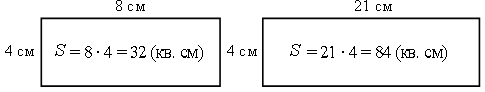 8 см 21 см
4 см S = 8 · 4 = 32 (кв. см) 4 см S = 21 · 4 = 84 (кв. см)